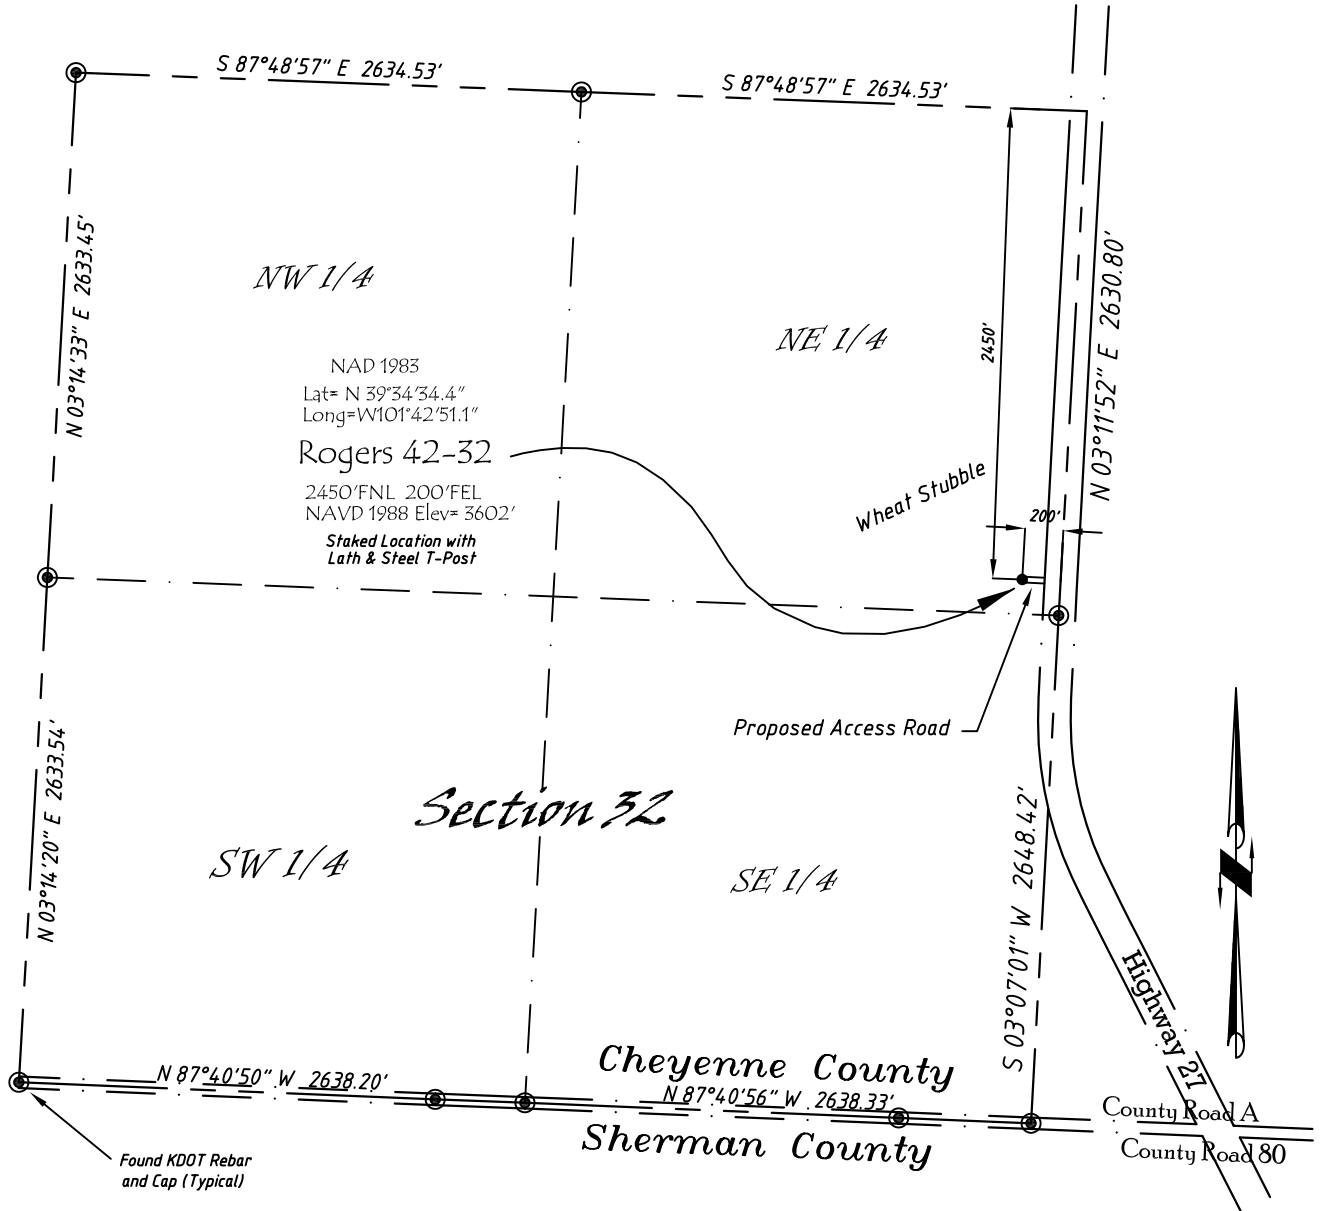 S 87°48'57" E 2634.53'
S 87°48'57" E 2634.53'
N 03°14'33" E 2633.45'
NW 1/4
NE 1/4
N 03°11'52" E 2630.80'
2450'
NAD 1983
Lat= N 39°34'34.4"
Long=W101°42'51.1"
Rogers 42-32
2450'FNL 200'FEL
NAVD 1988 Elev= 3602'
Staked Location with
Lath & Steel T-Post
Wheat Stubble
200'
Proposed Access Road
N 03°14'20" E 2633.54'
Section 32
SW 1/4
SE 1/4
S 03°07'01" W 2648.42'
Highway 27
Cheyenne County
N 87°40'50" W 2638.20'
N 87°40'56" W 2638.33'
Sherman County
County Road A
County Road 80
Found KDOT Rebar
and Cap (Typical)